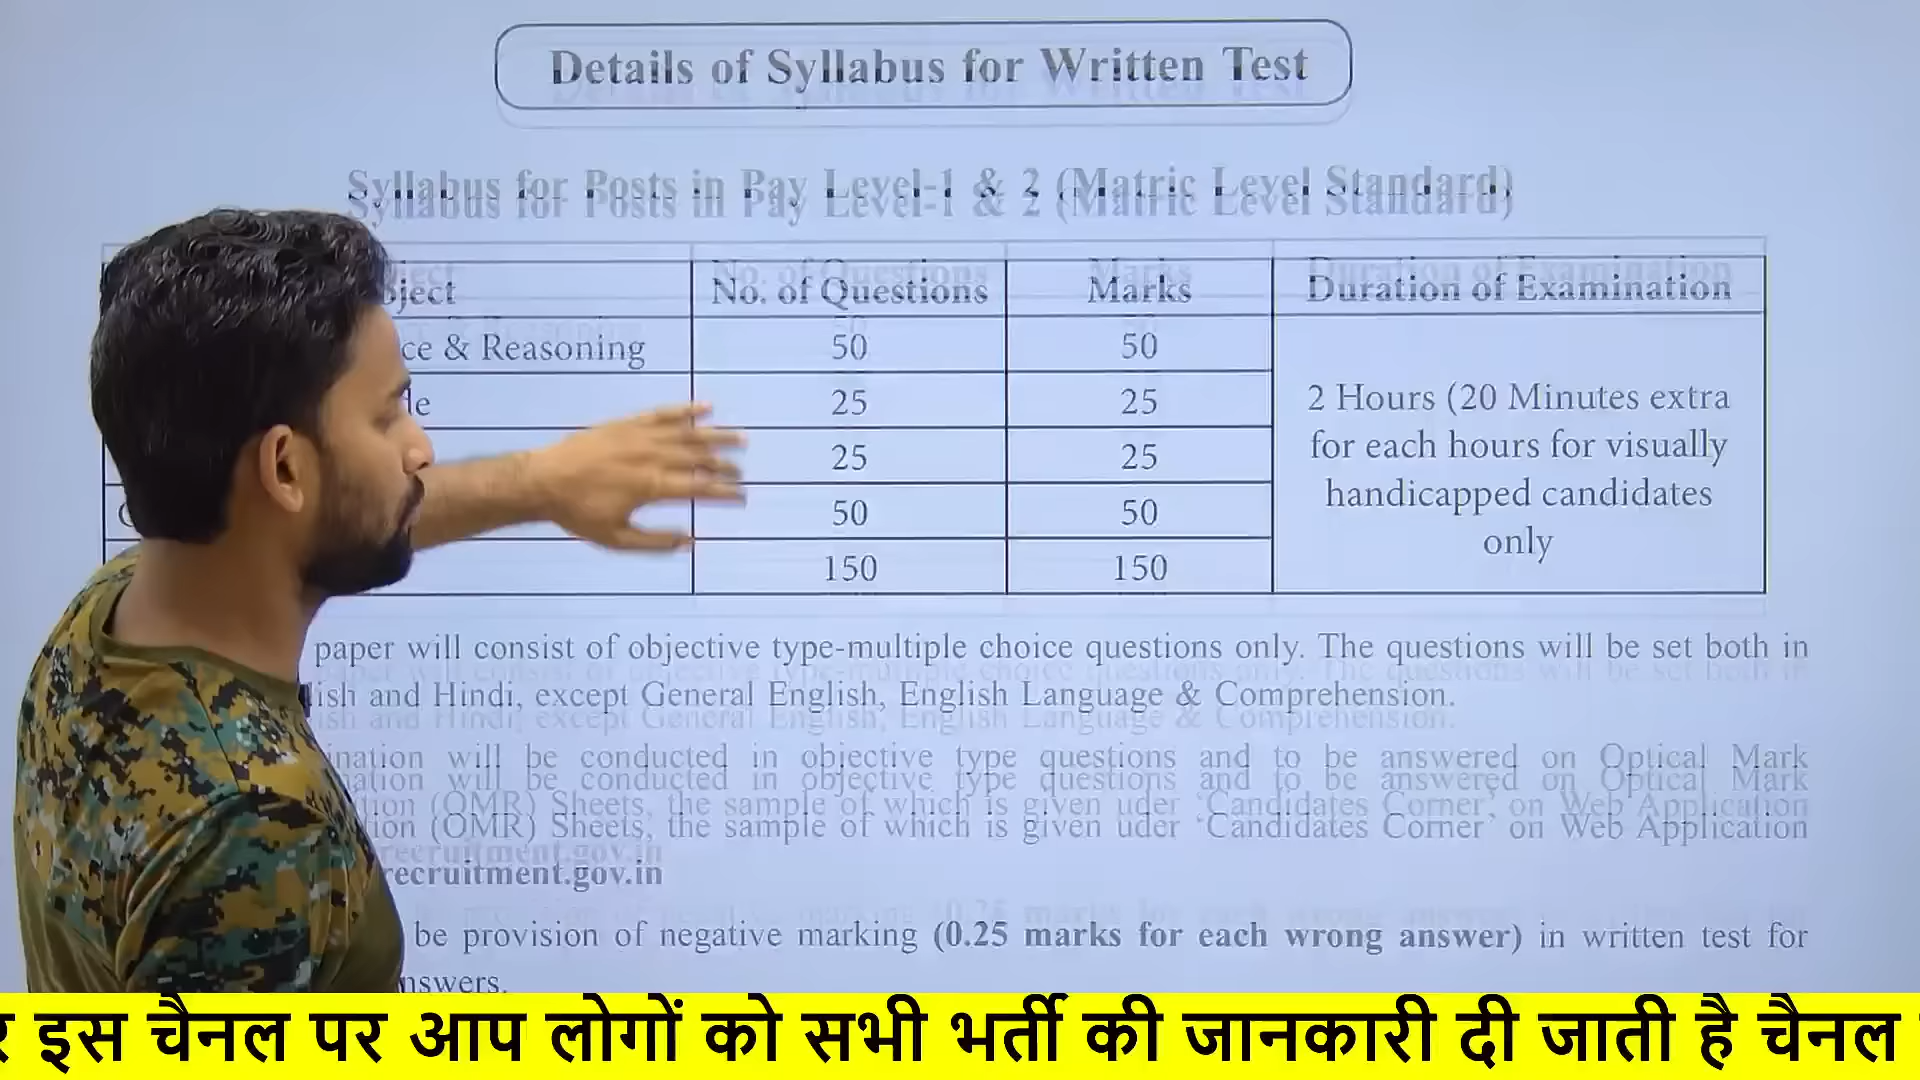 Details of Syllabus for Written Test
Syllabus for Posts in Pay Level-1 & 2 (Matric Level Standard)
No. of Questions Marks Duration of Examination
& Reasoning 50 50
25 25
25 25
50 50
150 150
2 Hours (20 Minutes extra
for each hours for visually
handicapped candidates
only
paper will consist of objective type-multiple choice questions only. The questions will be set both in
and Hindi, except General English, English Language & Comprehension.
will be conducted in objective type questions and to be answered on Optical Mark
(OMR) Sheets, the sample of which is given uder 'Candidates Corner' on Web Application
recruitment.gov.in
be provision of negative marking (0.25 marks for each wrong answer) in written test for
इस चैनल पर आप लोगों को सभी भर्ती की जानकारी दी जाती है चैनल